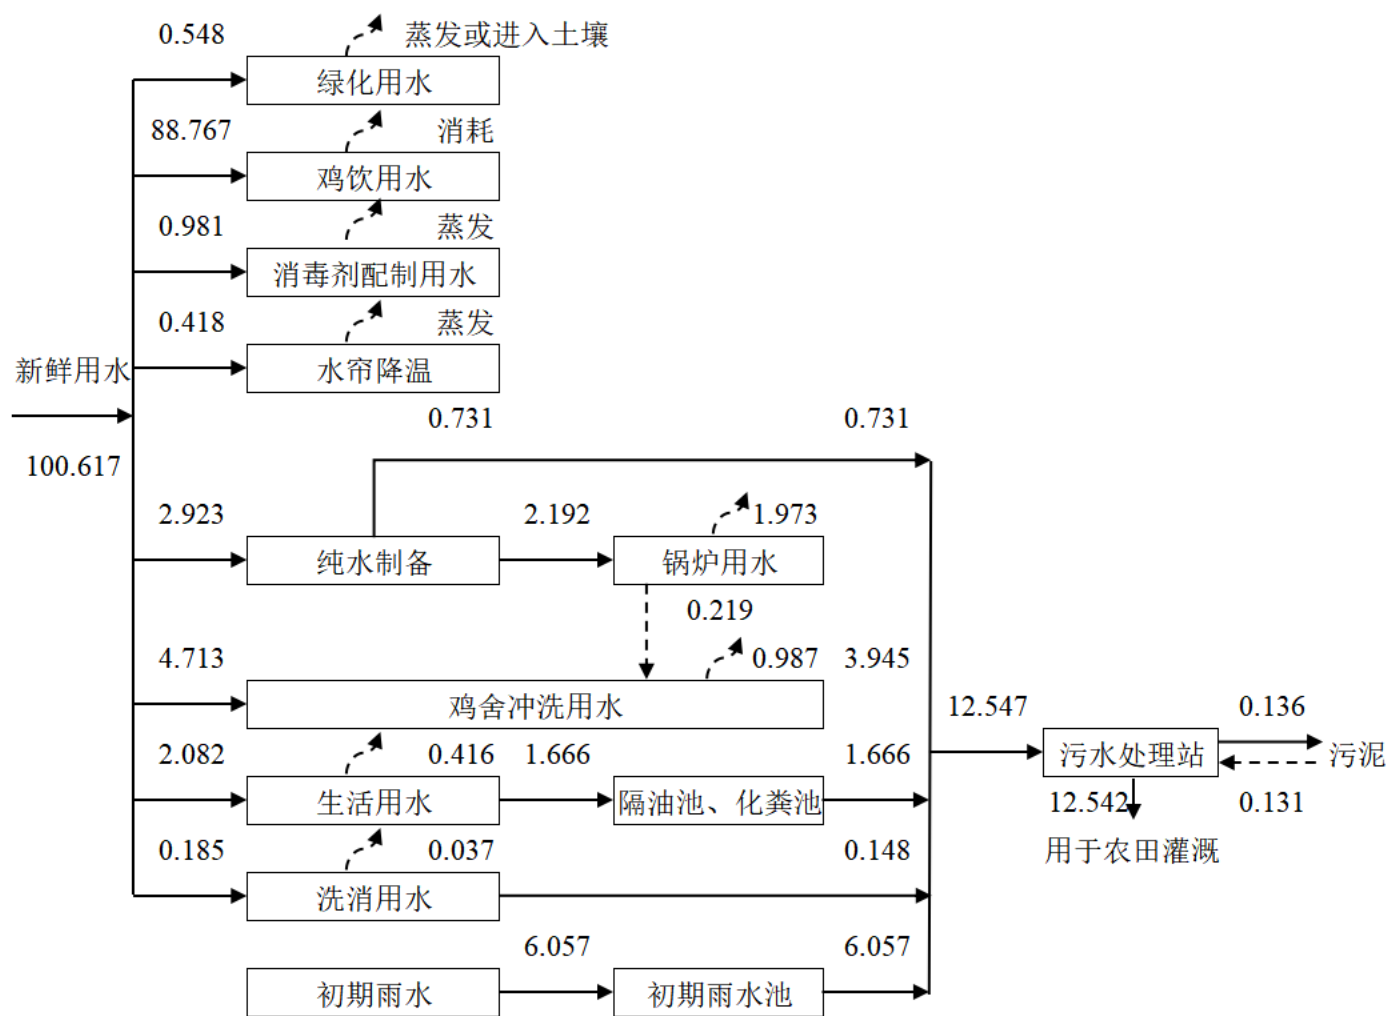 0.548
蒸发或进入土壤
绿化用水
88.767
消耗
鸡饮用水
0.981
蒸发
消毒剂配制用水
0.418
蒸发
新鲜用水
水帘降温
0.731
0.731
100.617
2.923
2.192
1.973
纯水制备
锅炉用水
0.219
4.713
0.987
3.945
鸡舍冲洗用水
12.547
0.136
2.082
0.416
1.666
1.666
污水处理站
污泥
生活用水
隔油池、化粪池
12.542
0.131
0.185
0.037
0.148
用于农田灌溉
洗消用水
6.057
6.057
初期雨水
初期雨水池